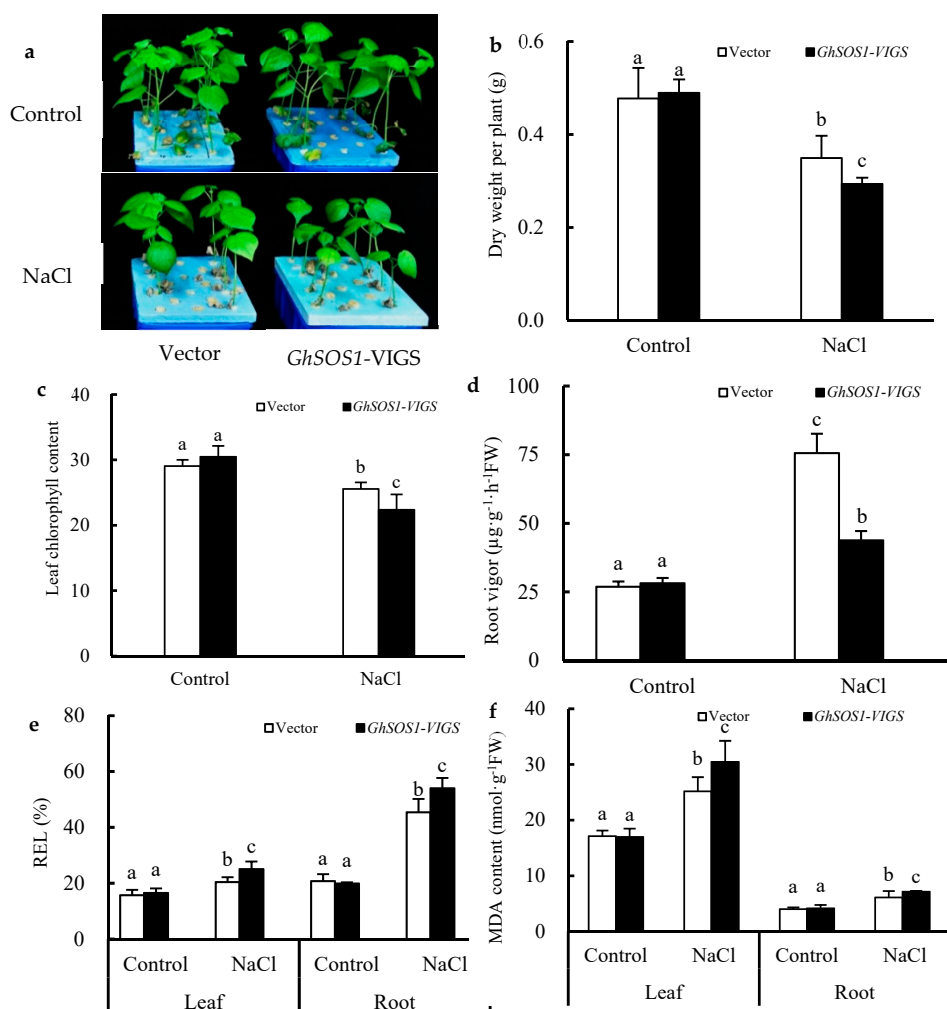 a
Control
NaCl
Vector
GhSOS1-VIGS
b
Vector
GhSOS1-VIGS
Dry weight per plant (g)
0.6
0.4
0.2
0.0
a
a
b
c
Control
NaCl
c
Vector
GhSOS1-VIGS
Leaf chlorophyll content
40
30
20
10
0
a
a
b
c
Control
NaCl
d
Vector
GhSOS1-VIGS
Root vigor (µg·g⁻¹·h⁻¹FW)
100
75
50
25
0
a
a
c
b
Control
NaCl
e
Vector
GhSOS1-VIGS
REL (%)
80
60
40
20
0
a
a
b
c
a
a
b
c
Control
NaCl
Control
NaCl
Leaf
Root
f
Vector
GhSOS1-VIGS
MDA content (nmol·g⁻¹FW)
40
30
20
10
0
a
a
b
c
a
a
b
c
Control
NaCl
Control
NaCl
Leaf
Root